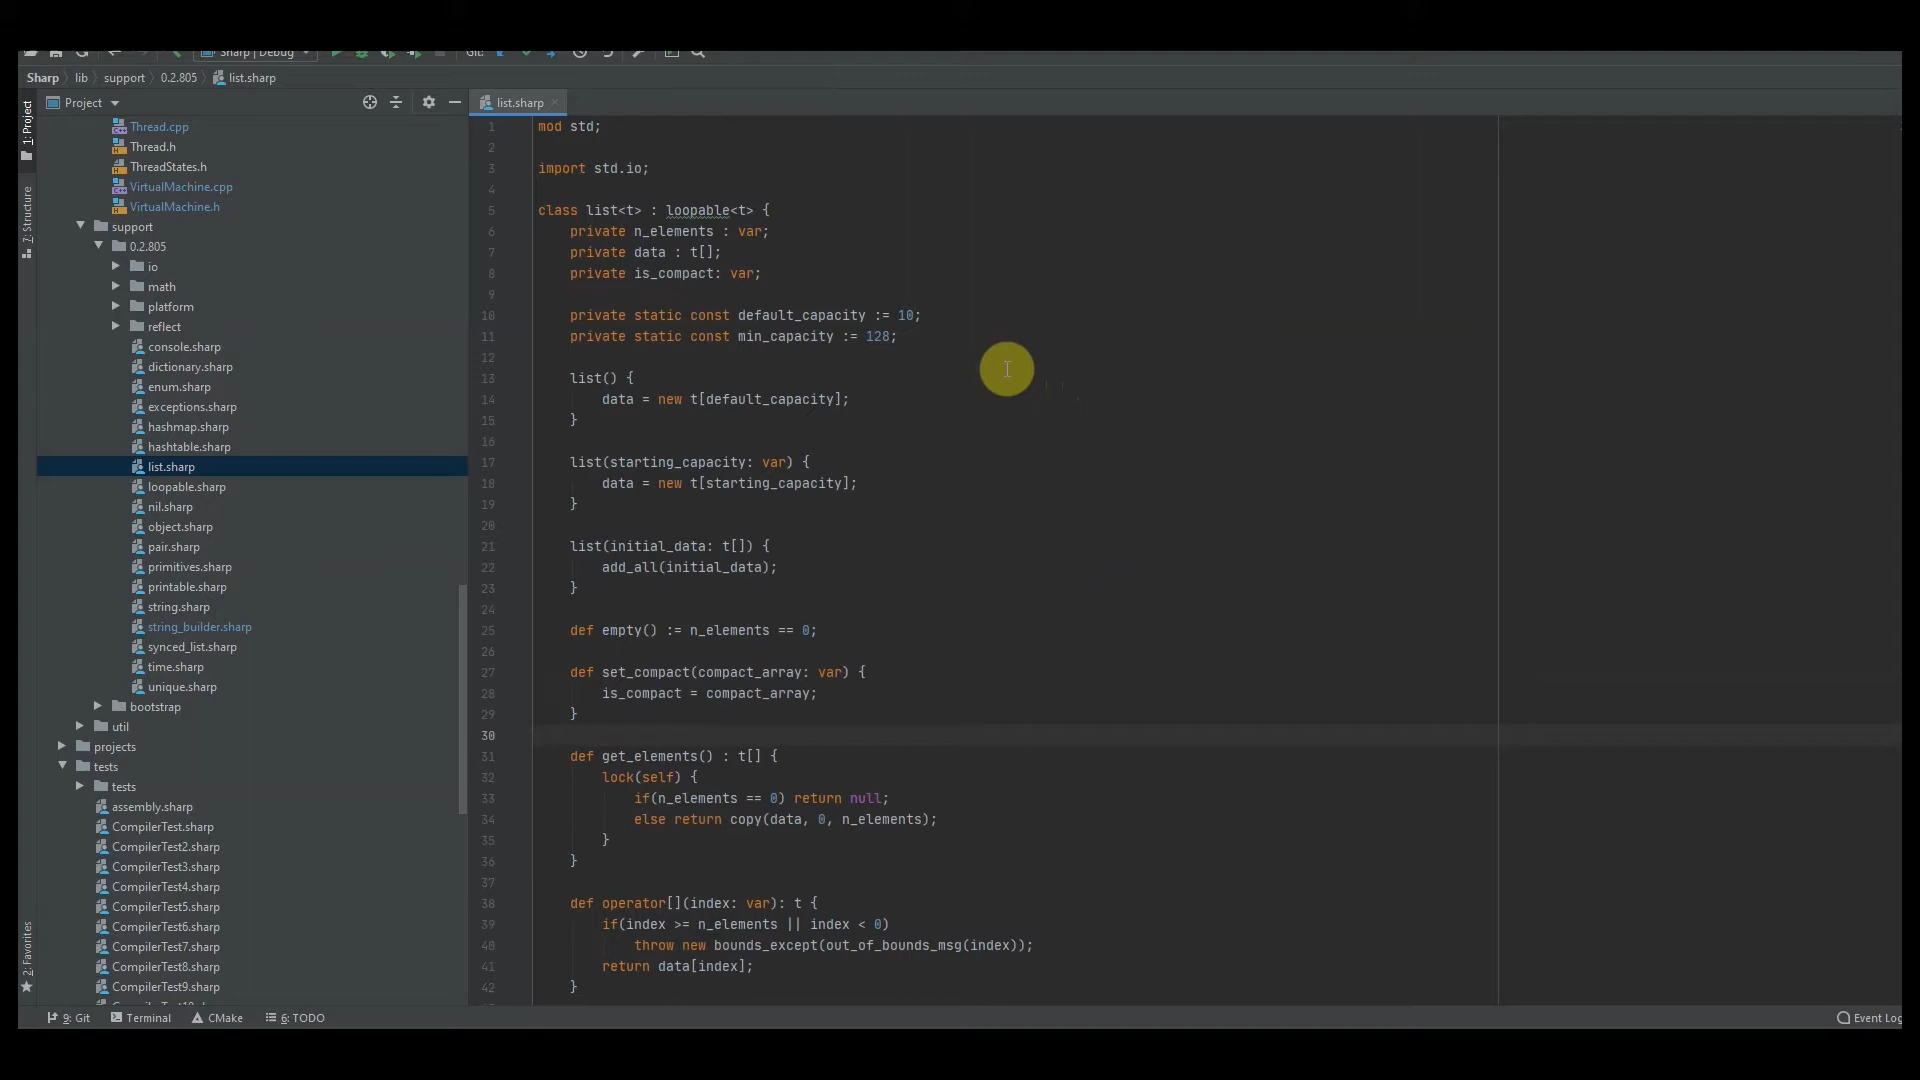 Sharp | Debug
Git:
Sharp lib support 0.2.805 list.sharp
Project
1: Project
7: Structure
2: Favorites
Thread.cpp
Thread.h
ThreadStates.h
VirtualMachine.cpp
VirtualMachine.h
support
0.2.805
io
math
platform
reflect
console.sharp
dictionary.sharp
enum.sharp
exceptions.sharp
hashmap.sharp
hashtable.sharp
list.sharp
loopable.sharp
nil.sharp
object.sharp
pair.sharp
primitives.sharp
printable.sharp
string.sharp
string_builder.sharp
synced_list.sharp
time.sharp
unique.sharp
bootstrap
util
projects
tests
tests
assembly.sharp
CompilerTest.sharp
CompilerTest2.sharp
CompilerTest3.sharp
CompilerTest4.sharp
CompilerTest5.sharp
CompilerTest6.sharp
CompilerTest7.sharp
CompilerTest8.sharp
CompilerTest9.sharp
list.sharp
1 mod std;
2
3 import std.io;
4
5 class list<t> : loopable<t> {
6 private n_elements : var;
7 private data : t[];
8 private is_compact: var;
9
10 private static const default_capacity := 10;
11 private static const min_capacity := 128;
12
13 list() {
14 data = new t[default_capacity];
15 }
16
17 list(starting_capacity: var) {
18 data = new t[starting_capacity];
19 }
20
21 list(initial_data: t[]) {
22 add_all(initial_data);
23 }
24
25 def empty() := n_elements == 0;
26
27 def set_compact(compact_array: var) {
28 is_compact = compact_array;
29 }
30
31 def get_elements() : t[] {
32 lock(self) {
33 if(n_elements == 0) return null;
34 else return copy(data, 0, n_elements);
35 }
36 }
37
38 def operator[](index: var): t {
39 if(index >= n_elements || index < 0)
40 throw new bounds_except(out_of_bounds_msg(index));
41 return data[index];
42 }
9: Git Terminal CMake 6: TODO
Event Log